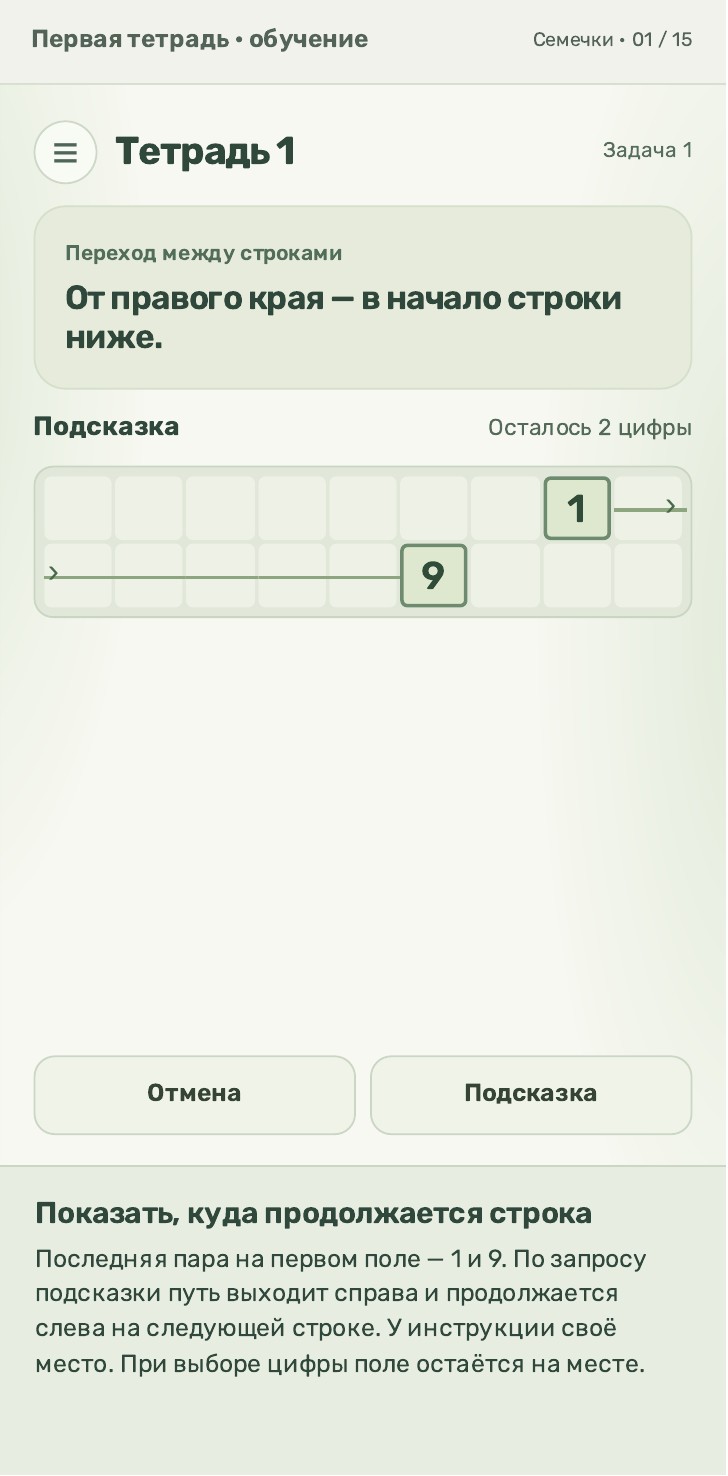 Первая тетрадь • обучение
Семечки • 01 / 15
Тетрадь 1
Задача 1
Переход между строками
От правого края — в начало строки
ниже.
Подсказка
Осталось 2 цифры
1
9
Отмена
Подсказка
Показать, куда продолжается строка
Последняя пара на первом поле — 1 и 9. По запросу
подсказки путь выходит справа и продолжается
слева на следующей строке. У инструкции своё
место. При выборе цифры поле остаётся на месте.